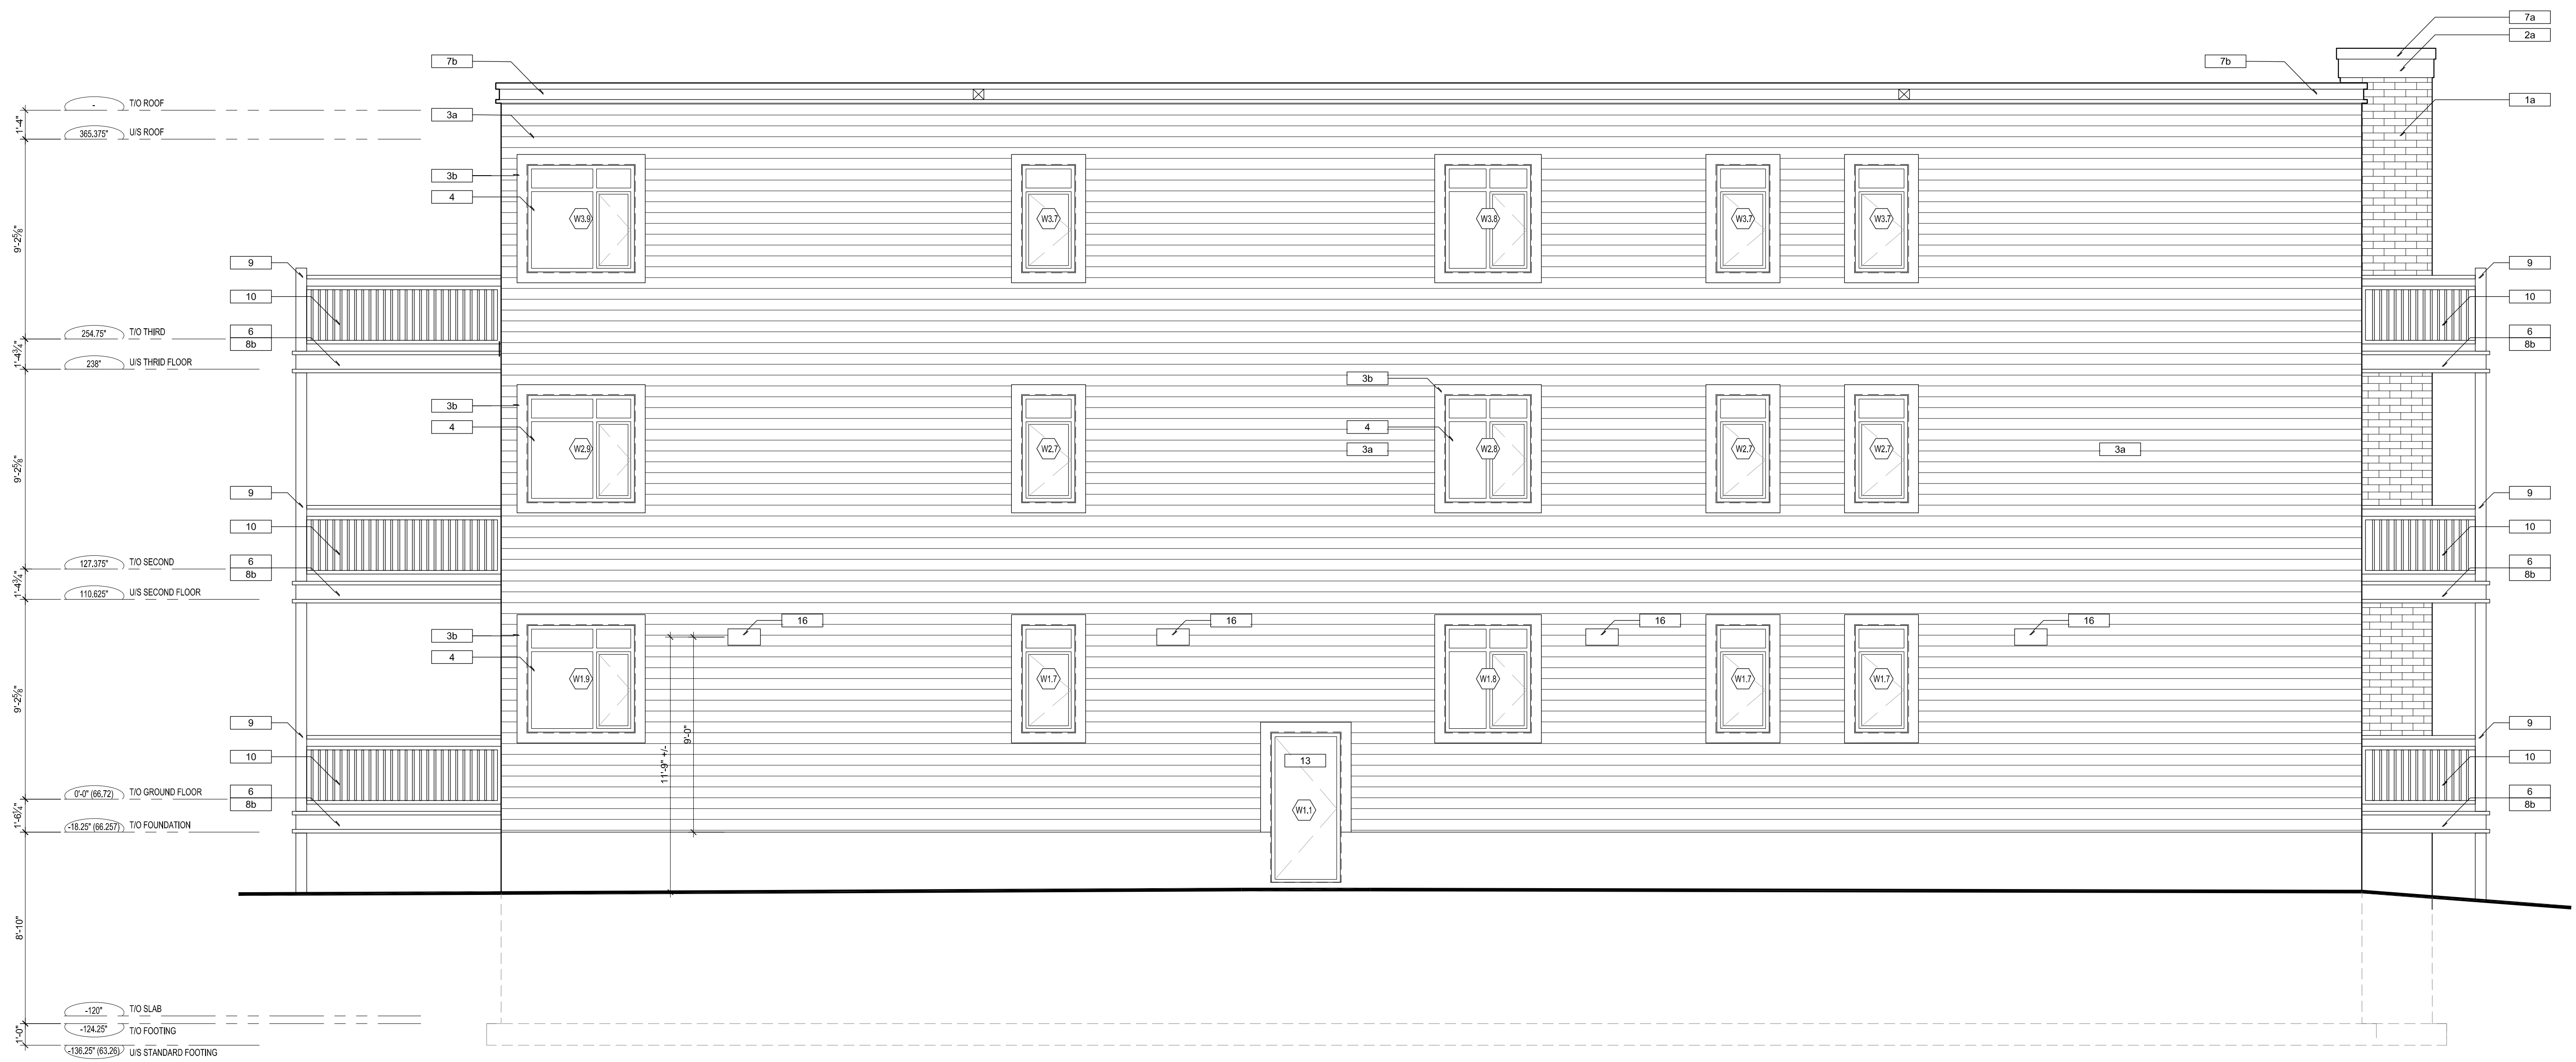 7a
2a
7b
7b
- T/O ROOF
1a
3a
1'-4"
365.375" U/S ROOF
3b
4
W3.9
W3.7
W3.8
W3.7
W3.7
9'-2⅝"
9
9
10
10
254.75" T/O THIRD
6
8b
6
8b
1'-4¾"
238" U/S THRID FLOOR
3b
3b
4
4
W2.9
W2.7
3a
W2.8
W2.7
W2.7
3a
9'-2⅝"
9
9
10
10
127.375" T/O SECOND
6
8b
6
8b
1'-4¾"
110.625" U/S SECOND FLOOR
16
16
16
16
3b
4
W1.9
W1.7
W1.8
W1.7
W1.7
9'-2⅝"
9
9
9'-0"
11'-9" +/-
10
13
10
0'-0" (66.72) T/O GROUND FLOOR
6
8b
6
8b
W1.1
1'-6¼"
-18.25" (66.257) T/O FOUNDATION
8'-10"
-120" T/O SLAB
-124.25" T/O FOOTING
1'-0"
-136.25" (63.26) U/S STANDARD FOOTING